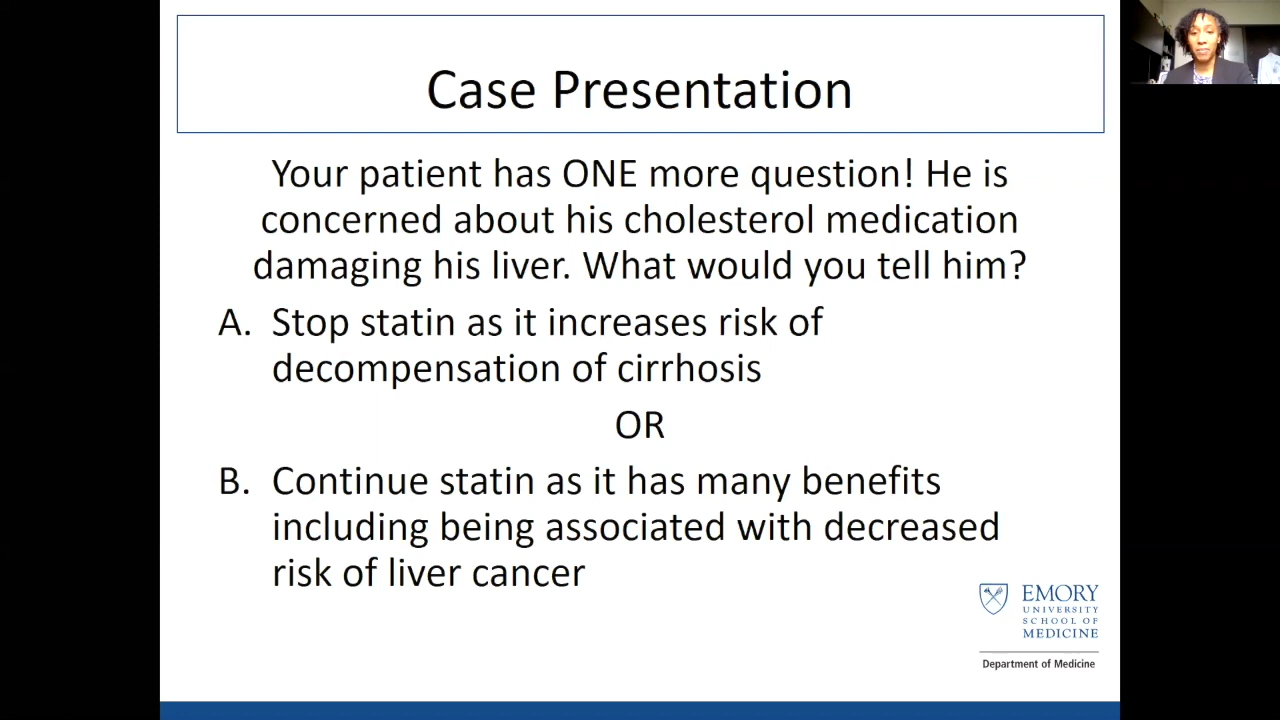 Case Presentation
Your patient has ONE more question! He is
concerned about his cholesterol medication
damaging his liver. What would you tell him?
A. Stop statin as it increases risk of
decompensation of cirrhosis
OR
B. Continue statin as it has many benefits
including being associated with decreased
risk of liver cancer
EMORY
UNIVERSITY
SCHOOL OF
MEDICINE
Department of Medicine